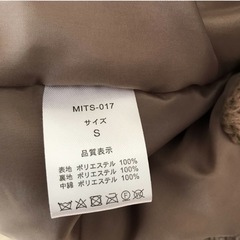 MITS-017
サイズ
S
品質表示
表地 ポリエステル 100%
裏地 ポリエステル 100%
中綿 ポリエステル 100%